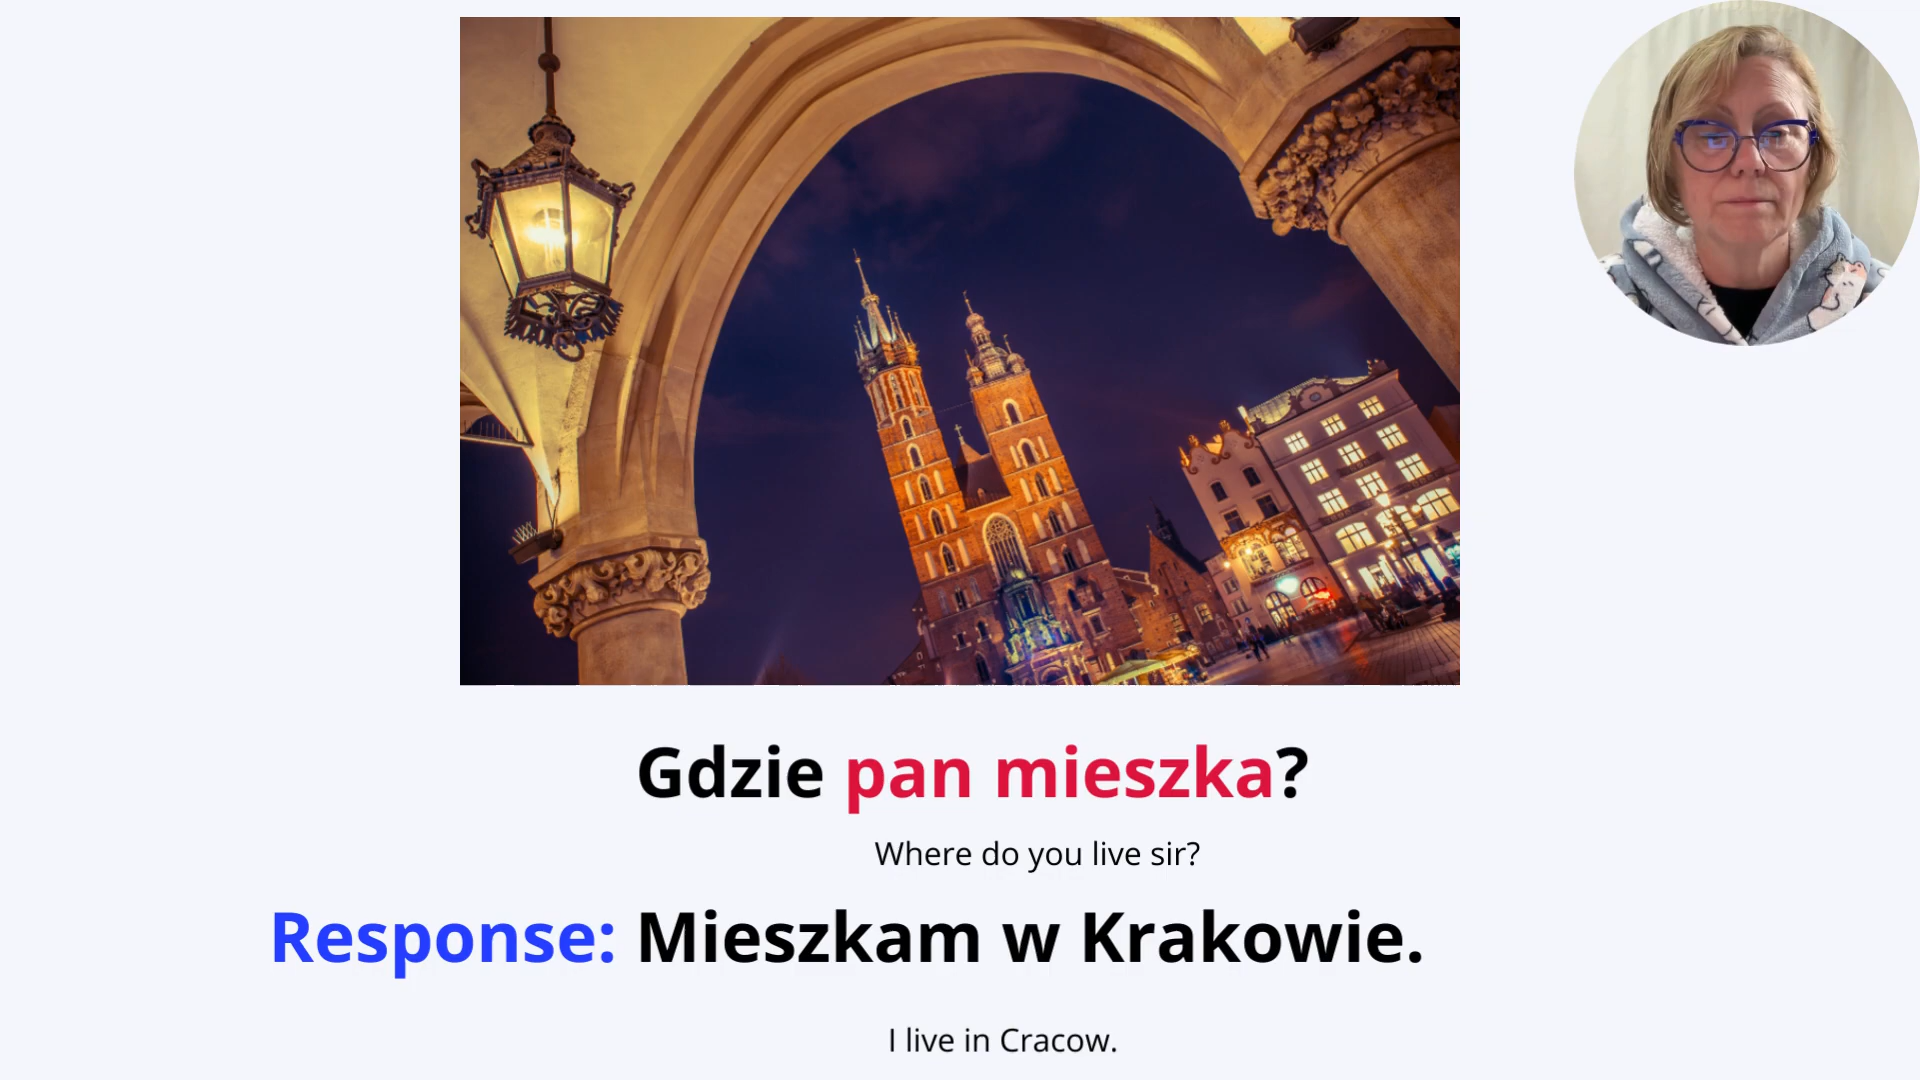 Gdzie pan mieszka?
Where do you live sir?
Response: Mieszkam w Krakowie.
I live in Cracow.